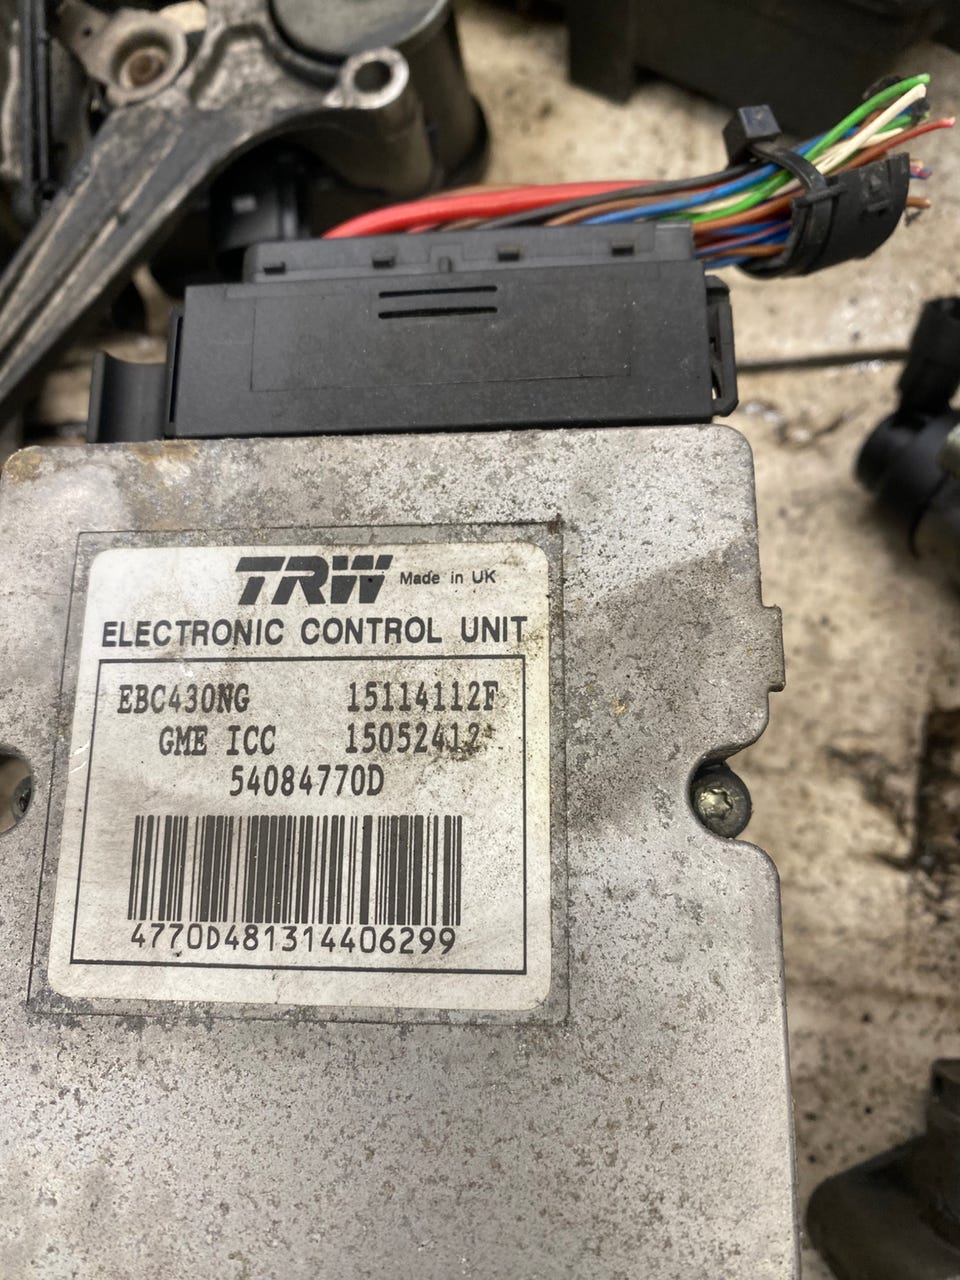 TRW Made in UK
ELECTRONIC CONTROL UNIT
EBC430NG 15114112F
GME ICC 15052412*
54084770D
4770D481314406299